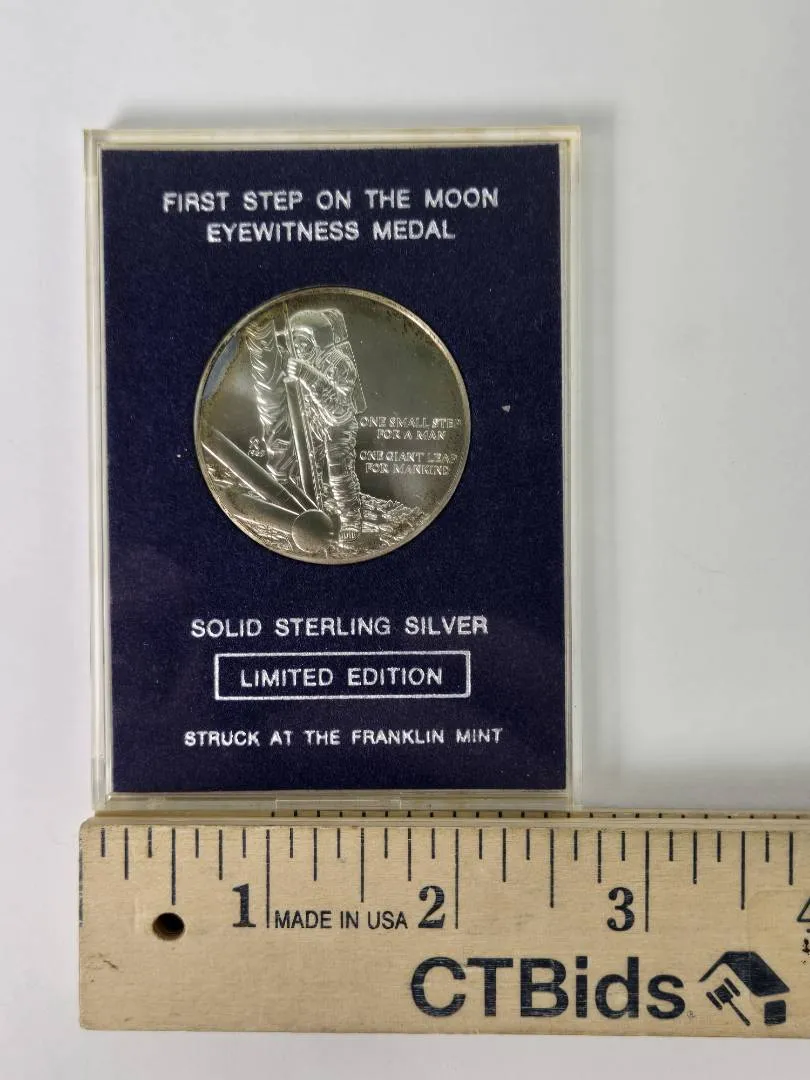 FIRST STEP ON THE MOON
EYEWITNESS MEDAL
ONE SMALL STEP
FOR A MAN
ONE GIANT LEAP
FOR MANKIND
1969
SOLID STERLING SILVER
LIMITED EDITION
STRUCK AT THE FRANKLIN MINT
1 MADE IN USA 2 3
CTBids